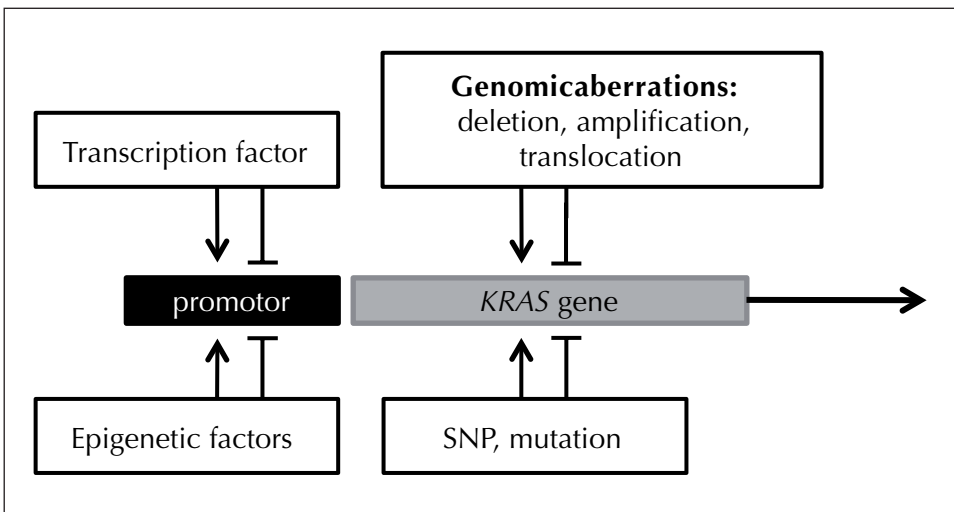 Genomicaberrations:
deletion, amplification,
translocation
Transcription factor
promotor
KRAS gene
Epigenetic factors
SNP, mutation